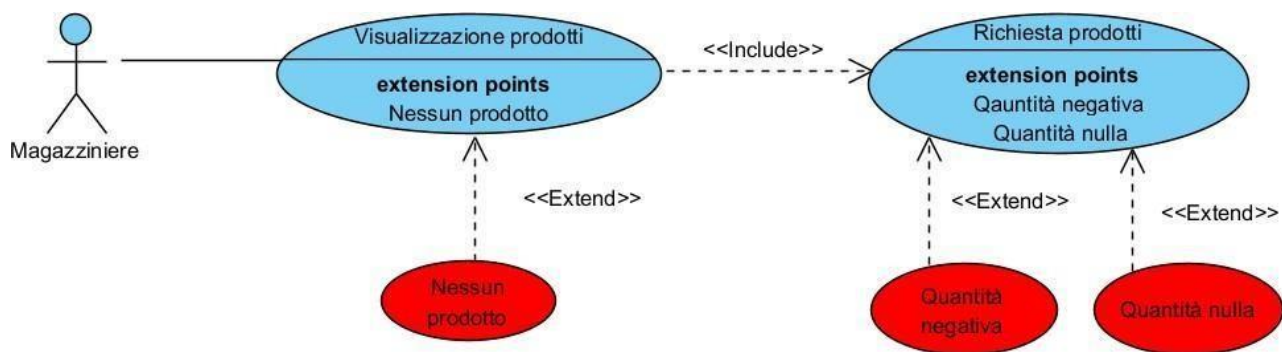 Visualizzazione prodotti
extension points
Nessun prodotto
<<Include>>
Richiesta prodotti
extension points
Qauntità negativa
Quantità nulla
Magazziniere
<<Extend>>
<<Extend>>
<<Extend>>
Nessun
prodotto
Quantità
negativa
Quantità nulla